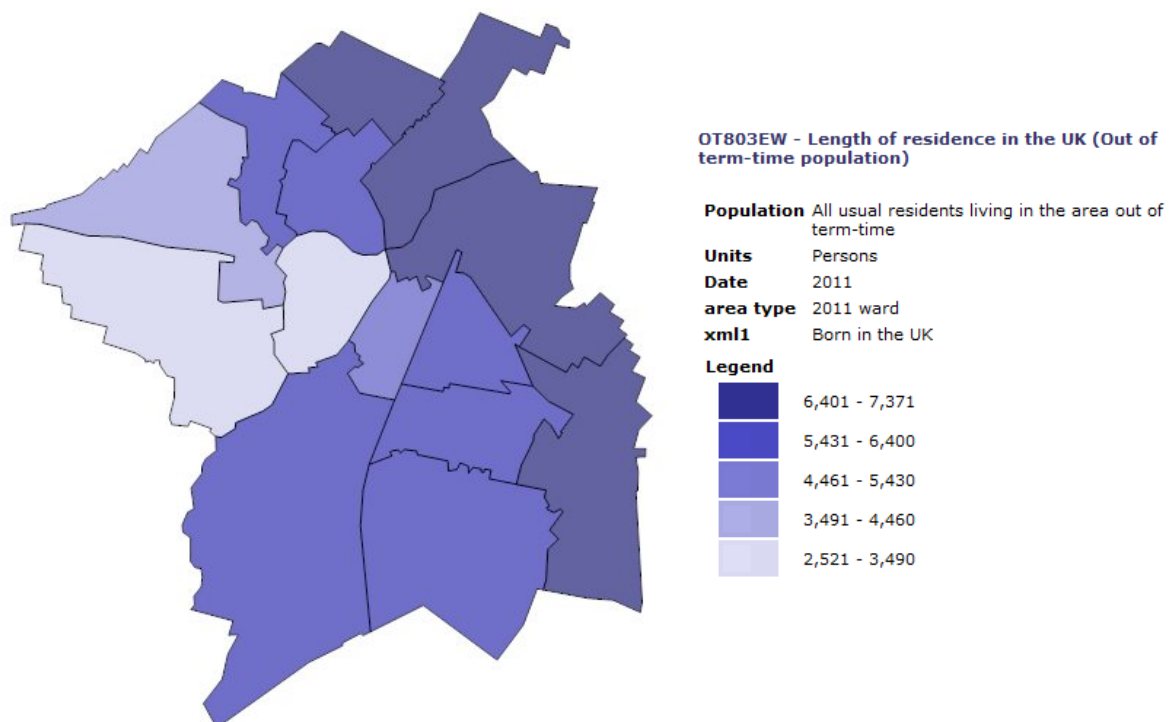 OT803EW - Length of residence in the UK (Out of
term-time population)
Population All usual residents living in the area out of
term-time
Units Persons
Date 2011
area type 2011 ward
xml1 Born in the UK
Legend
6,401 - 7,371
5,431 - 6,400
4,461 - 5,430
3,491 - 4,460
2,521 - 3,490